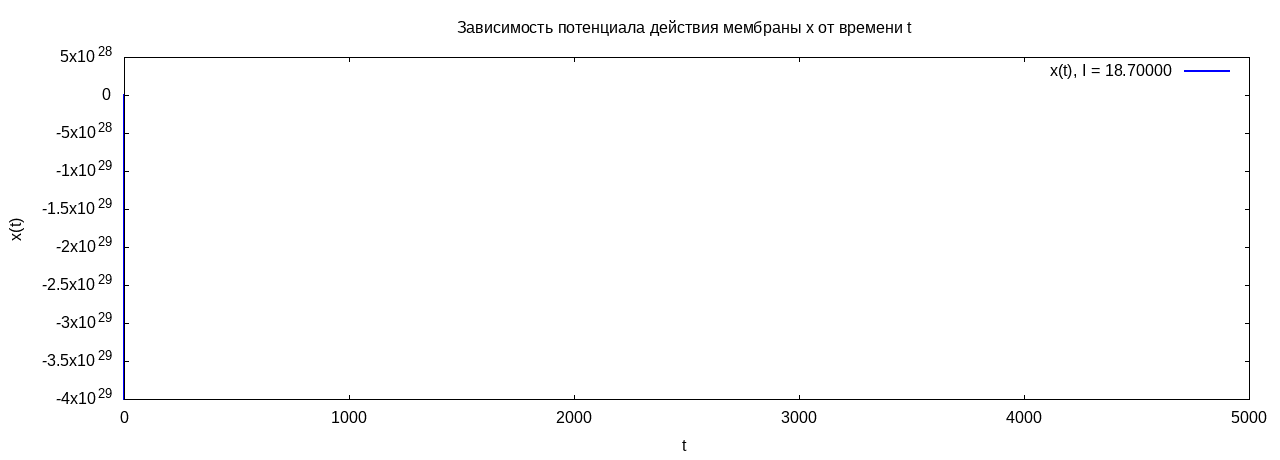 Зависимость потенциала действия мембраны x от времени t
x(t), I = 18.70000
5x10^28
0
-5x10^28
-1x10^29
-1.5x10^29
-2x10^29
-2.5x10^29
-3x10^29
-3.5x10^29
-4x10^29
x(t)
0 1000 2000 3000 4000 5000
t